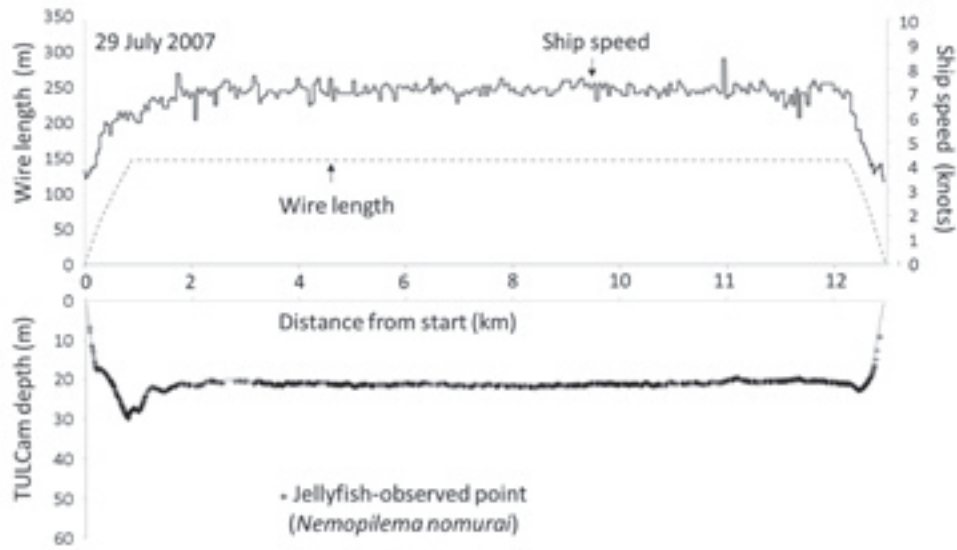 29 July 2007
Ship speed
Wire length
Wire length (m)
350
300
250
200
150
100
50
0
Ship speed (knots)
10
9
8
7
6
5
4
3
2
1
0
0 2 4 6 8 10 11 12
Distance from start (km)
TULCam depth (m)
0
10
20
30
40
50
60
Jellyfish-observed point
(Nemopilema nomurai)